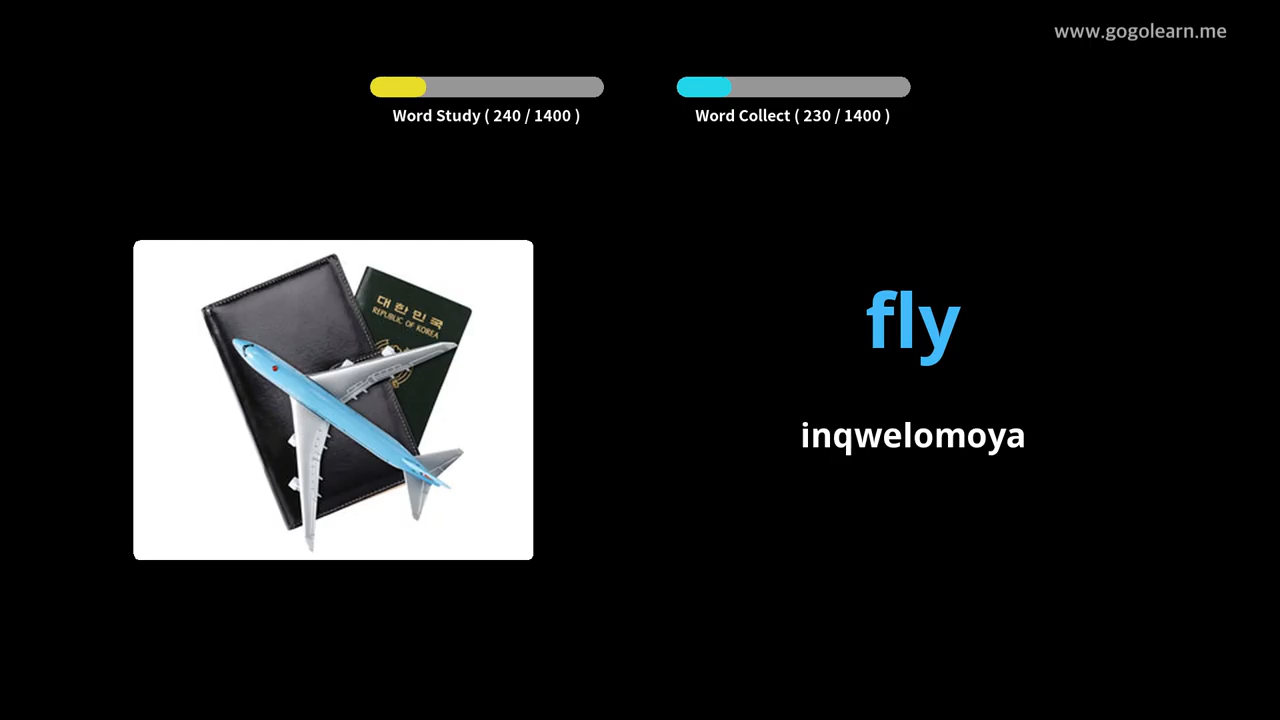 www.gogolearn.me
Word Study ( 240 / 1400 )
Word Collect ( 230 / 1400 )
대한민국
REPUBLIC OF KOREA
fly
inqwelomoya